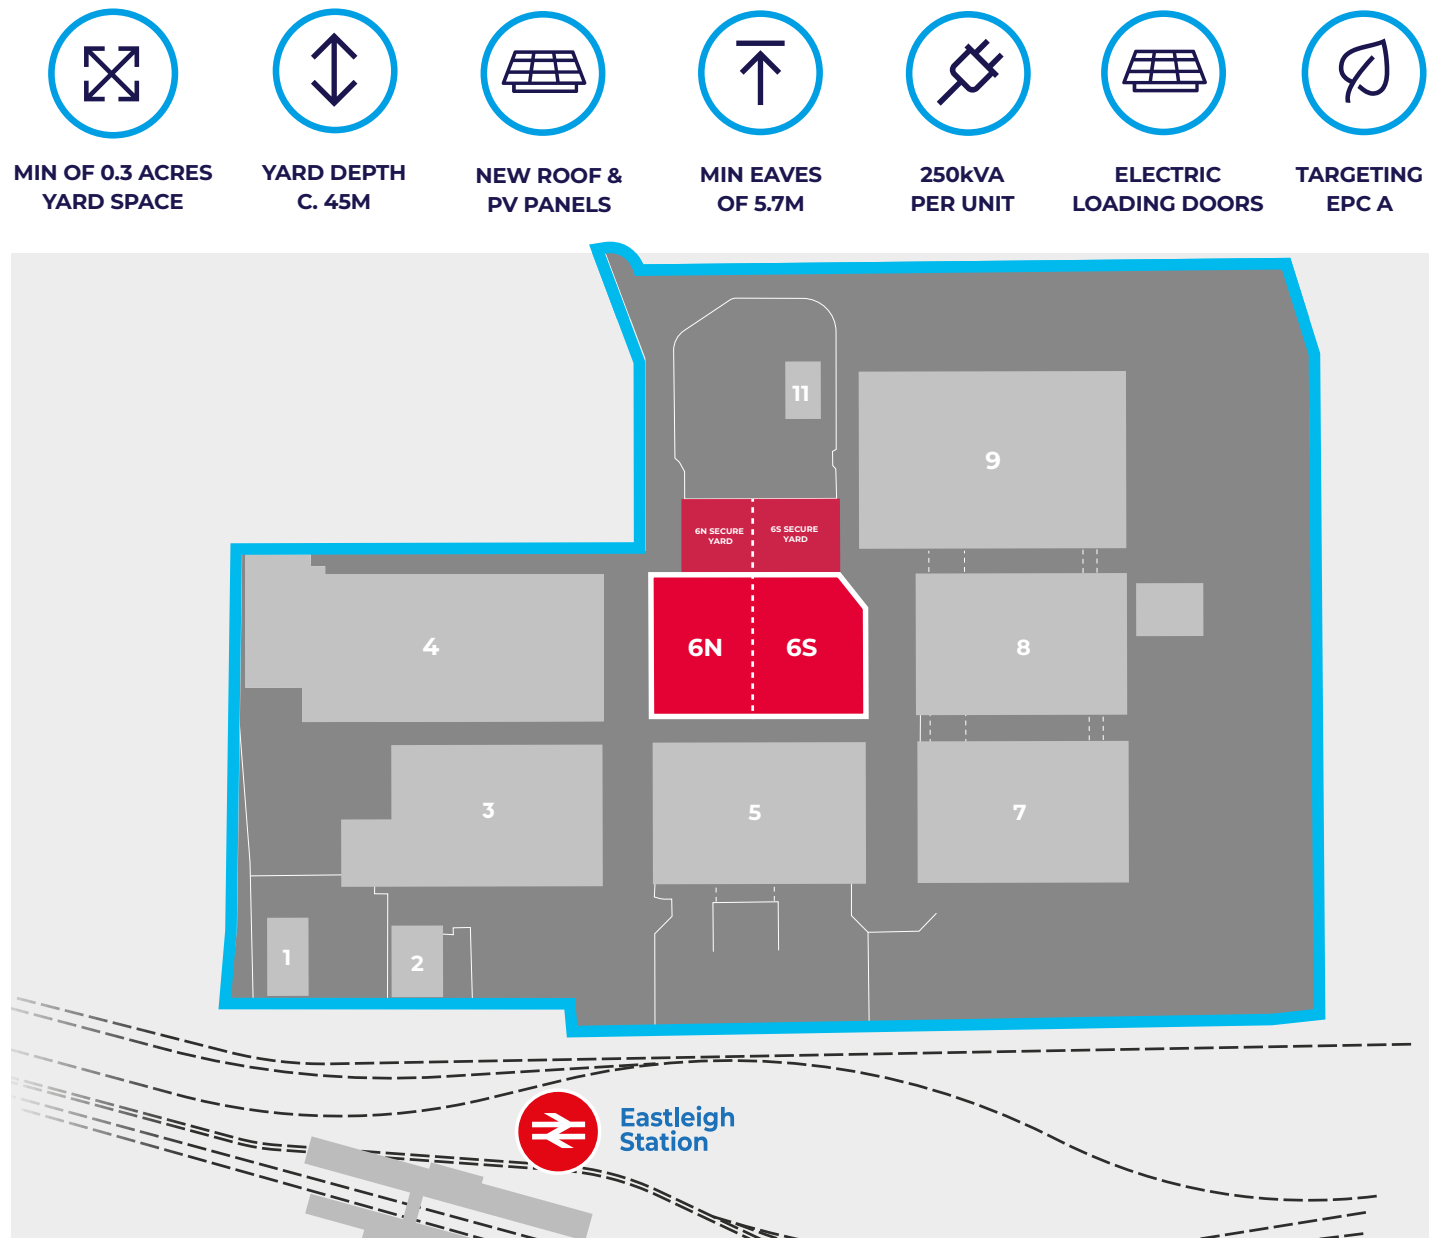 MIN OF 0.3 ACRES
YARD SPACE
YARD DEPTH
C. 45M
NEW ROOF &
PV PANELS
MIN EAVES
OF 5.7M
250kVA
PER UNIT
ELECTRIC
LOADING DOORS
TARGETING
EPC A
11
9
6N SECURE
YARD
6S SECURE
YARD
4
6N
6S
8
3
5
7
1
2
Eastleigh
Station